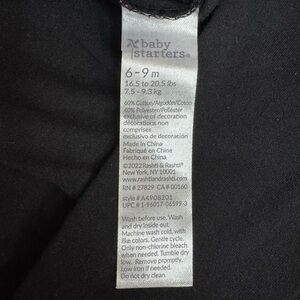 baby
starters®
6-9 m
16.5 to 20.5 lbs
7.5 - 9.3 kg
60% Cotton/Algodón/Coton
40% Polyester/Poliéster
exclusive of decoration
décorations non
comprises
exclusivo de decoración
Made in China
Fabriqué en Chine
Hecho en China
©2022 Rashti & Rashti®
New York, NY 10001
www.rashtiandrashti.com
RN # 27829 CA # 00160
style # A4908201
UPC # 1-96017-06599-3
Wash before use. Wash
and dry inside out.
Machine wash cold, with
like colors. Gentle cycle.
Only non-chlorine bleach
when needed. Tumble dry
low. Remove promptly.
Low iron if needed.
Do not dry clean.